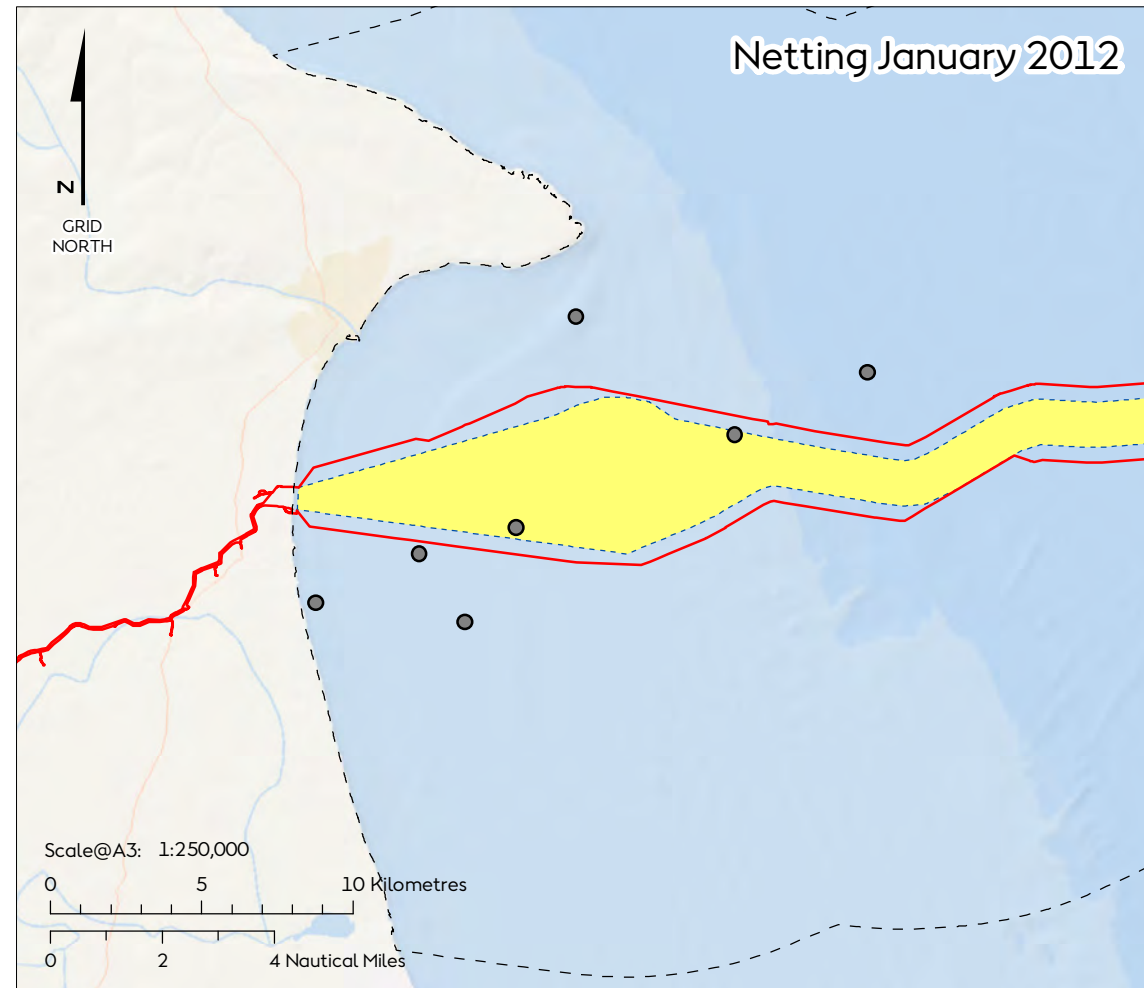 Netting January 2012
N
GRID
NORTH
Scale@A3: 1:250,000
0 5 10 Kilometres
0 2 4 Nautical Miles